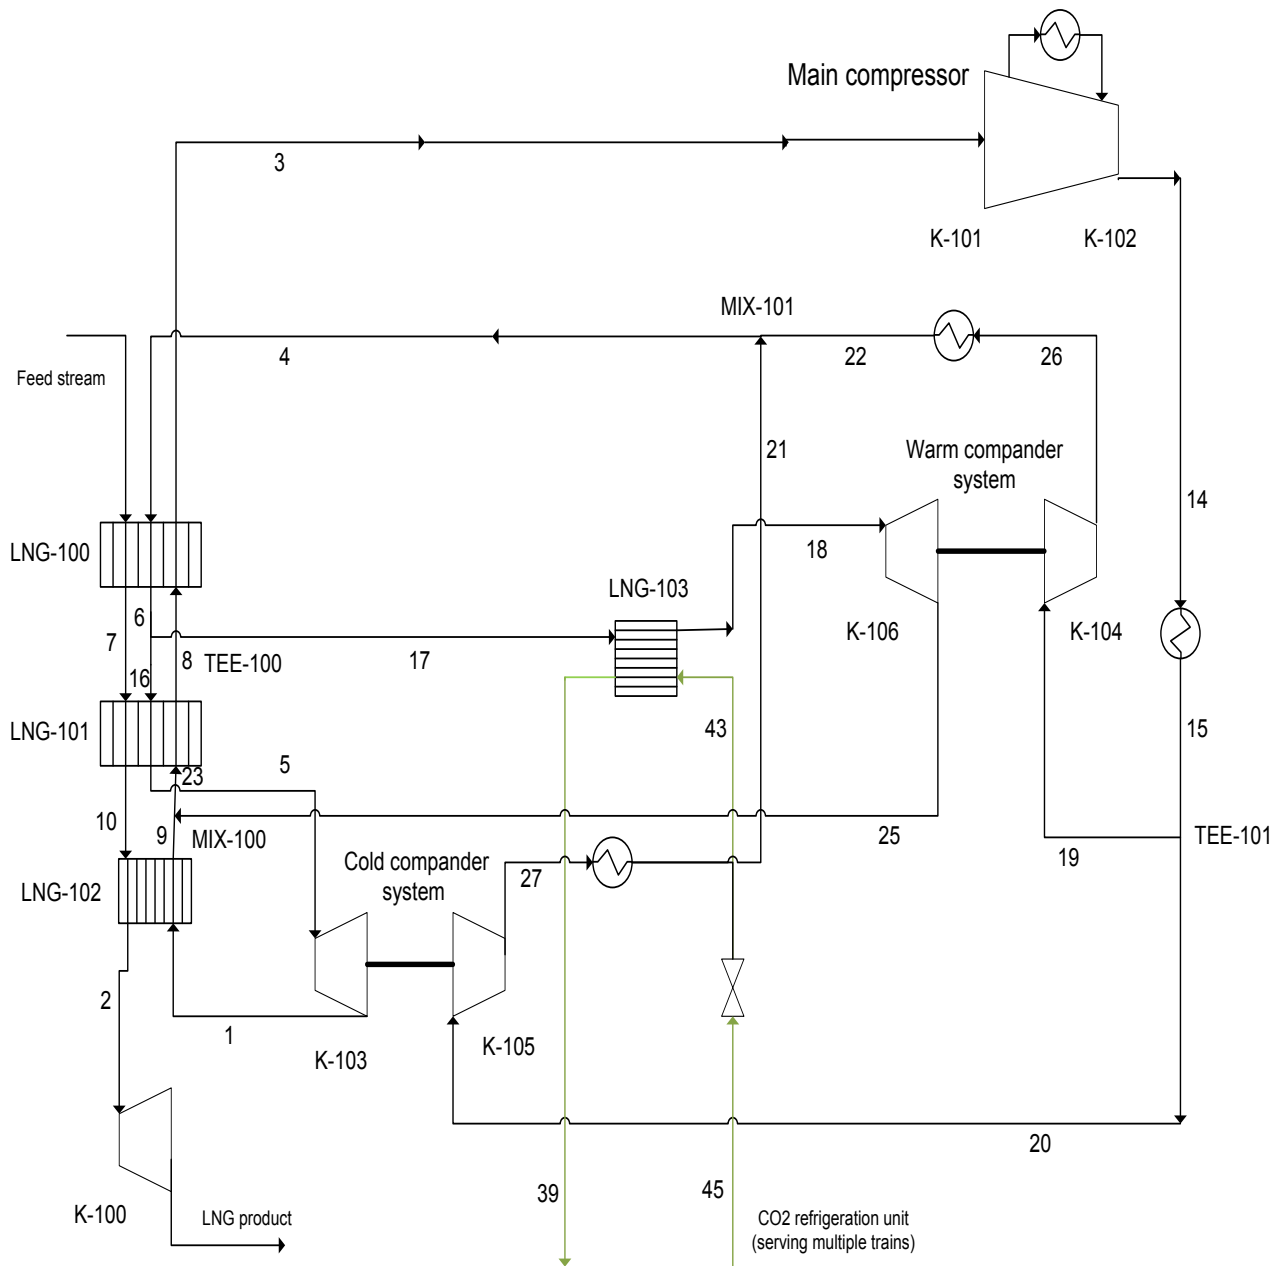 Main compressor
3
K-101
K-102
MIX-101
4
22
26
Feed stream
21
Warm compander
system
14
LNG-100
18
LNG-103
6
K-106
K-104
7
8
TEE-100
17
16
LNG-101
43
15
5
23
10
9
MIX-100
25
TEE-101
19
Cold compander
system
27
LNG-102
2
1
K-103
K-105
20
39
45
K-100
LNG product
CO2 refrigeration unit
(serving multiple trains)